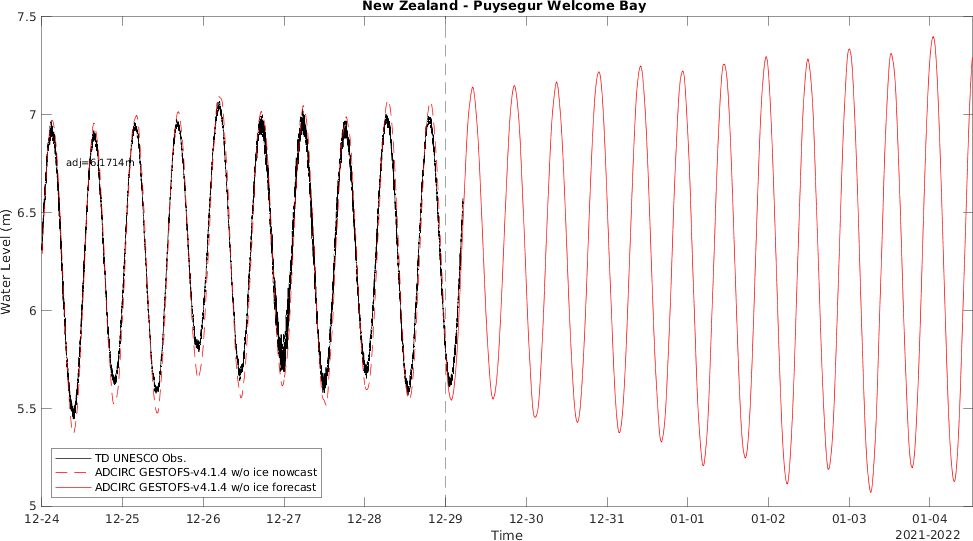 New Zealand - Puysegur Welcome Bay
7.5
7
6.5
6
5.5
5
Water Level (m)
adj=6.1714m
TD UNESCO Obs.
ADCIRC GESTOFS-v4.1.4 w/o ice nowcast
ADCIRC GESTOFS-v4.1.4 w/o ice forecast
12-24 12-25 12-26 12-27 12-28 12-29 12-30 12-31 01-01 01-02 01-03 01-04
Time
2021-2022